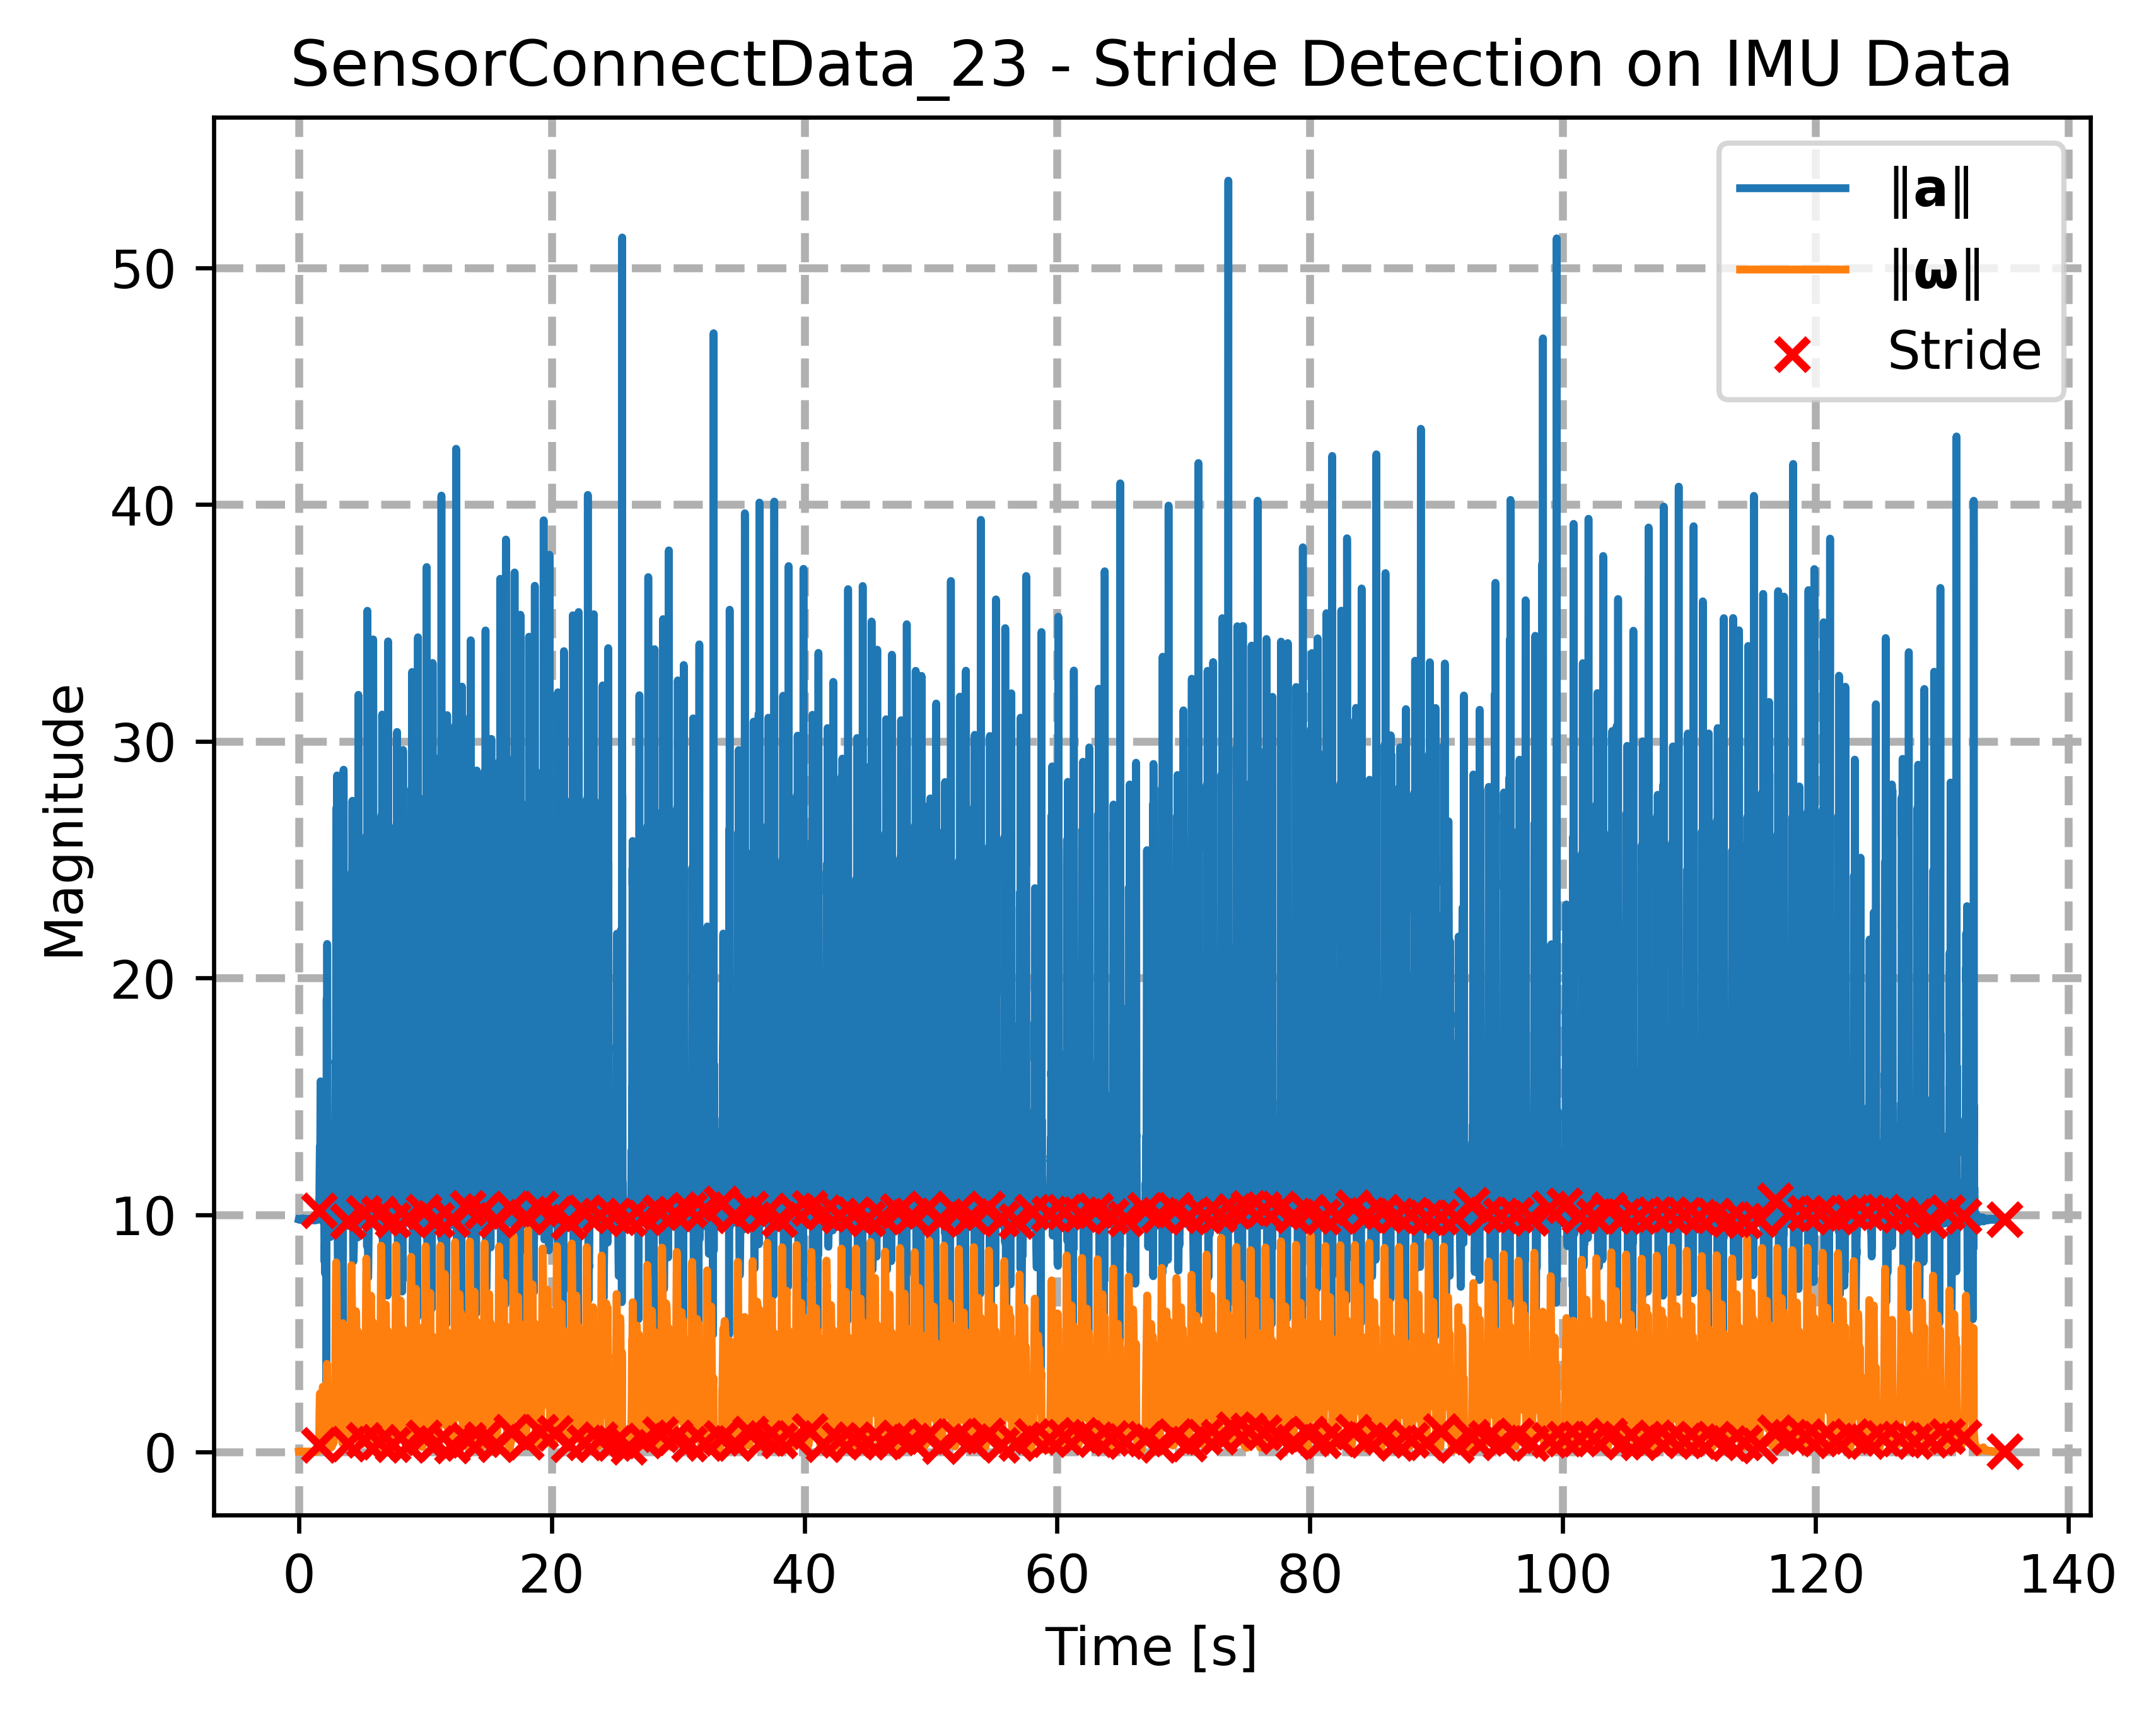 SensorConnectData_23 - Stride Detection on IMU Data
‖a‖
‖ω‖
Stride
Magnitude
50
40
30
20
10
0
0 20 40 60 80 100 120 140
Time [s]